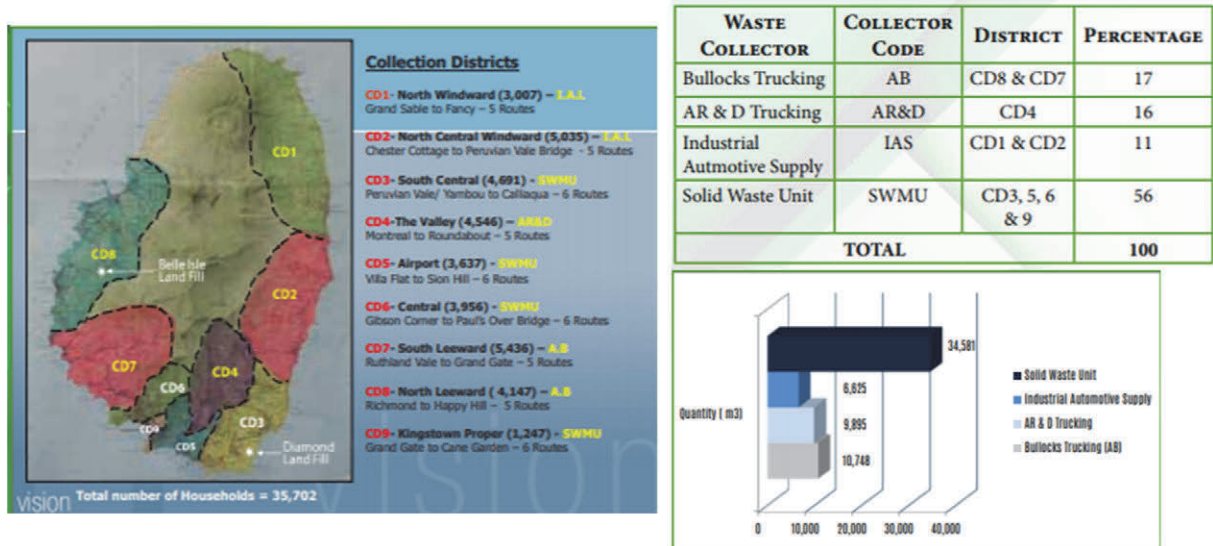 Collection Districts
CD1- North Windward (3,007) – I.A.L
Grand Sable to Fancy – 5 Routes
CD2- North Central Windward (5,035) – I.A.L
Chester Cottage to Peruvian Vale Bridge - 5 Routes
CD3- South Central (4,691) - SWMU
Peruvian Vale/ Yambou to Calliaqua – 6 Routes
CD4-The Valley (4,546) – AR&D
Montreal to Roundabout – 5 Routes
CD5- Airport (3,637) - SWMU
Villa Flat to Sion Hill – 6 Routes
CD6- Central (3,956) - SWMU
Gibson Corner to Paul's Over Bridge – 6 Routes
CD7- South Leeward (5,436) – A.B
Ruthland Vale to Grand Gate – 5 Routes
CD8- North Leeward ( 4,147) – A.B
Richmond to Happy Hill – 5 Routes
CD9- Kingstown Proper (1,247) – SWMU
Grand Gate to Cane Garden – 6 Routes
CD1
CD8
Belle Isle
Land Fill
CD2
CD7
CD6
CD4
CD9
CD5
CD3
Diamond
Land Fill
vision
Total number of Households = 35,702
vision
WASTE COLLECTOR COLLECTOR CODE DISTRICT PERCENTAGE
Bullocks Trucking AB CD8 & CD7 17
AR & D Trucking AR&D CD4 16
Industrial Autmotive Supply IAS CD1 & CD2 11
Solid Waste Unit SWMU CD3, 5, 6 & 9 56
TOTAL 100
34,581
6,625
9,895
10,748
Quantity ( m3)
0 10,000 20,000 30,000 40,000
Solid Waste Unit
Industrial Automotive Supply
AR & D Trucking
Bullocks Trucking (AB)